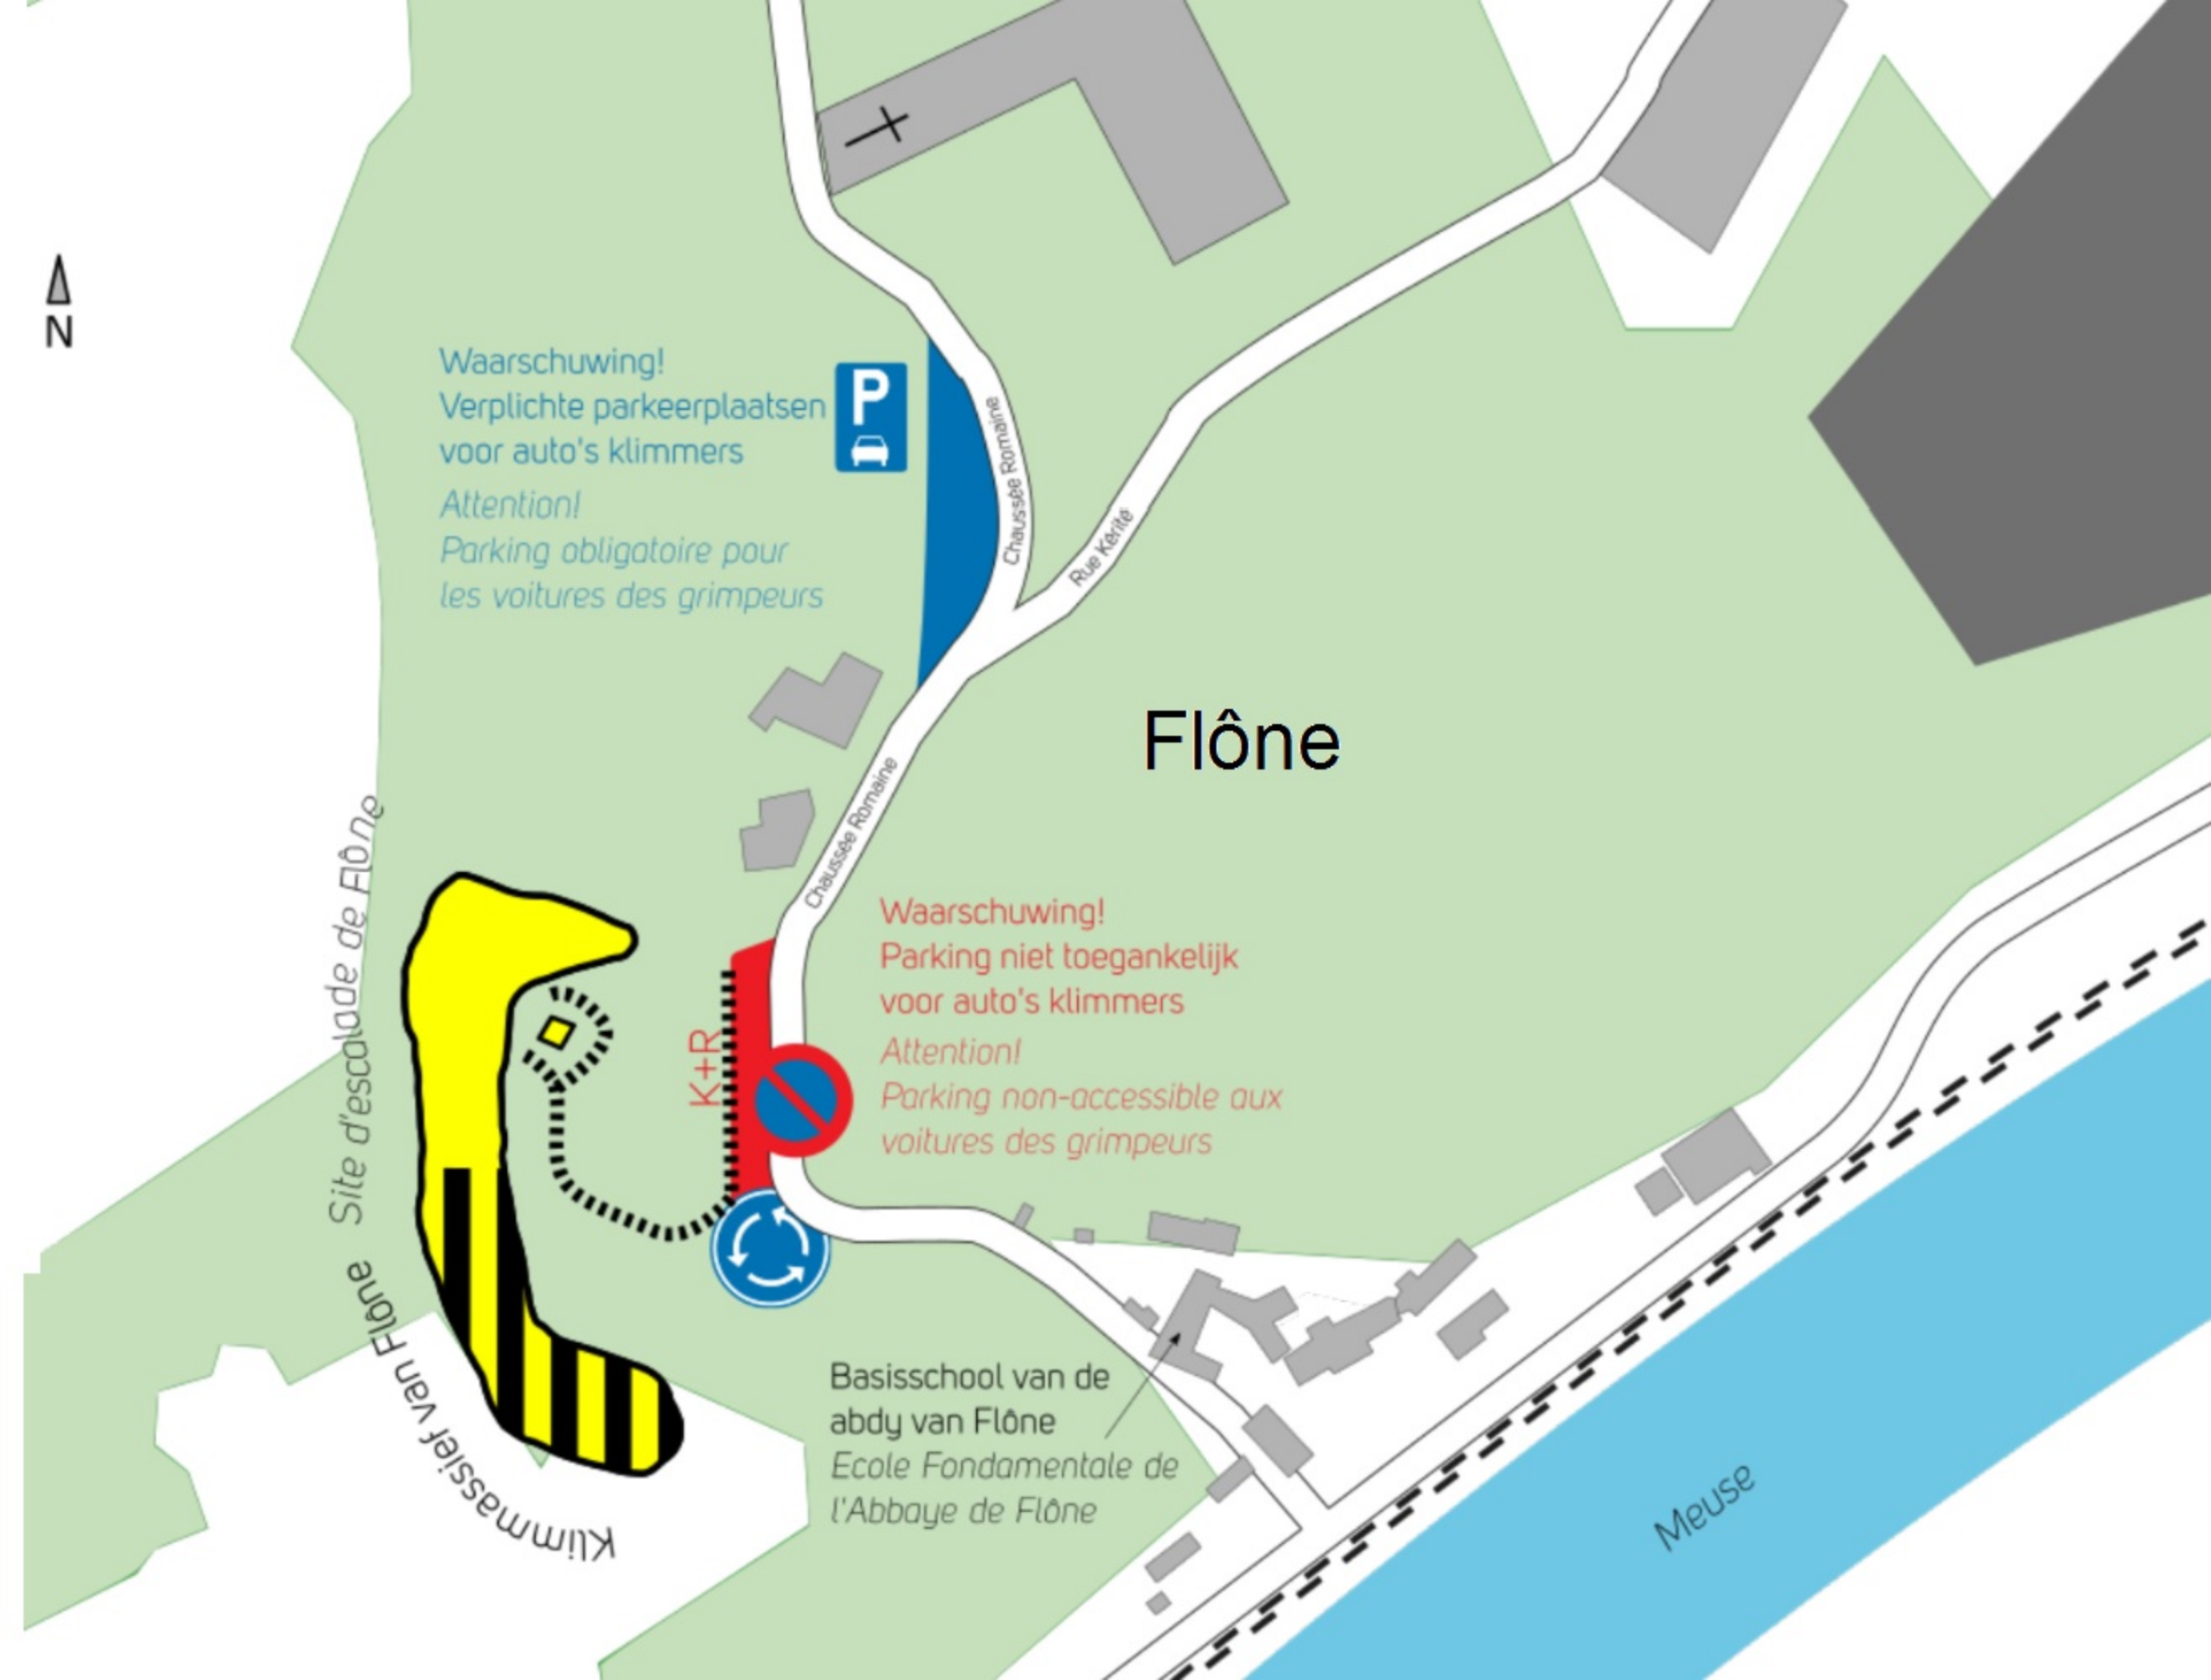 N
Waarschuwing!
Verplichte parkeerplaatsen
voor auto's klimmers
Attention!
Parking obligatoire pour
les voitures des grimpeurs
P
Chaussée Romaine
Rue Kérité
Flône
Chaussée Romaine
Site d'escalade de Flône
Klimmassief van Flône
K+R
Waarschuwing!
Parking niet toegankelijk
voor auto's klimmers
Attention!
Parking non-accessible aux
voitures des grimpeurs
Basisschool van de
abdy van Flône
Ecole Fondamentale de
l'Abbaye de Flône
Meuse